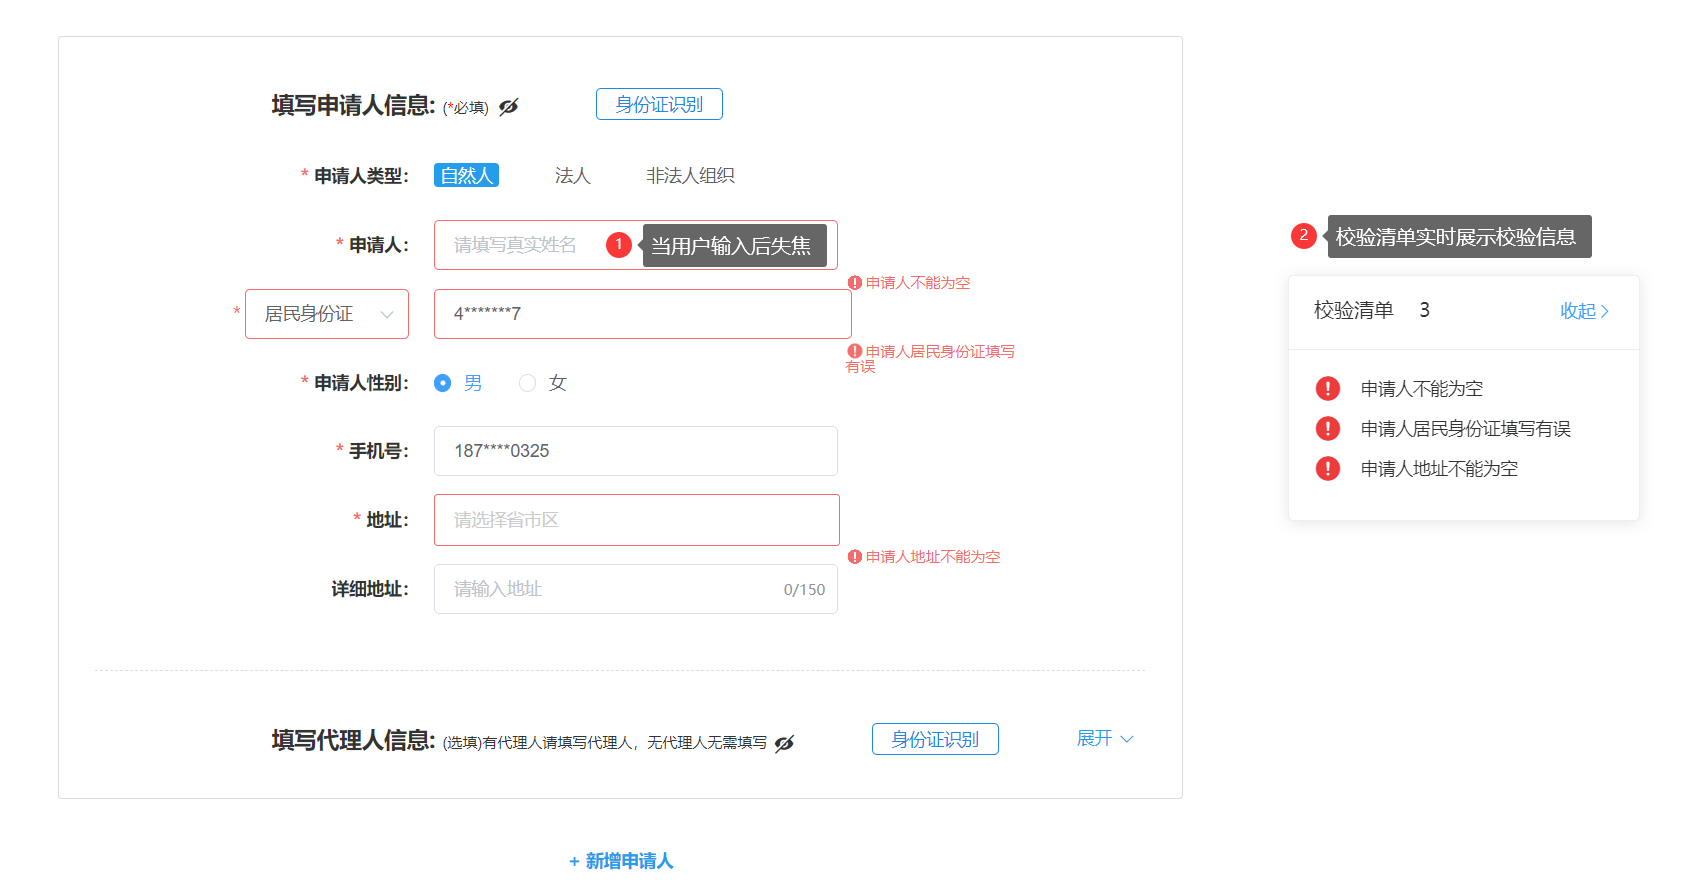 填写申请人信息: (*必填)
身份证识别
* 申请人类型: 自然人 法人 非法人组织
* 申请人: 请填写真实姓名 1 当用户输入后失焦
申请人不能为空
* 居民身份证 4*******7
申请人居民身份证填写
有误
* 申请人性别: 男 女
* 手机号: 187****0325
* 地址: 请选择省市区
申请人地址不能为空
详细地址: 请输入地址 0/150
填写代理人信息: (选填)有代理人请填写代理人，无代理人无需填写
身份证识别
展开
+ 新增申请人
2 校验清单实时展示校验信息
校验清单 3 收起
申请人不能为空
申请人居民身份证填写有误
申请人地址不能为空